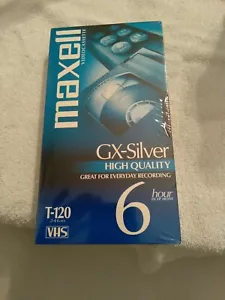 maxell
GX-Silver
HIGH QUALITY
GREAT FOR EVERYDAY RECORDING
T-120
VHS
6
hour